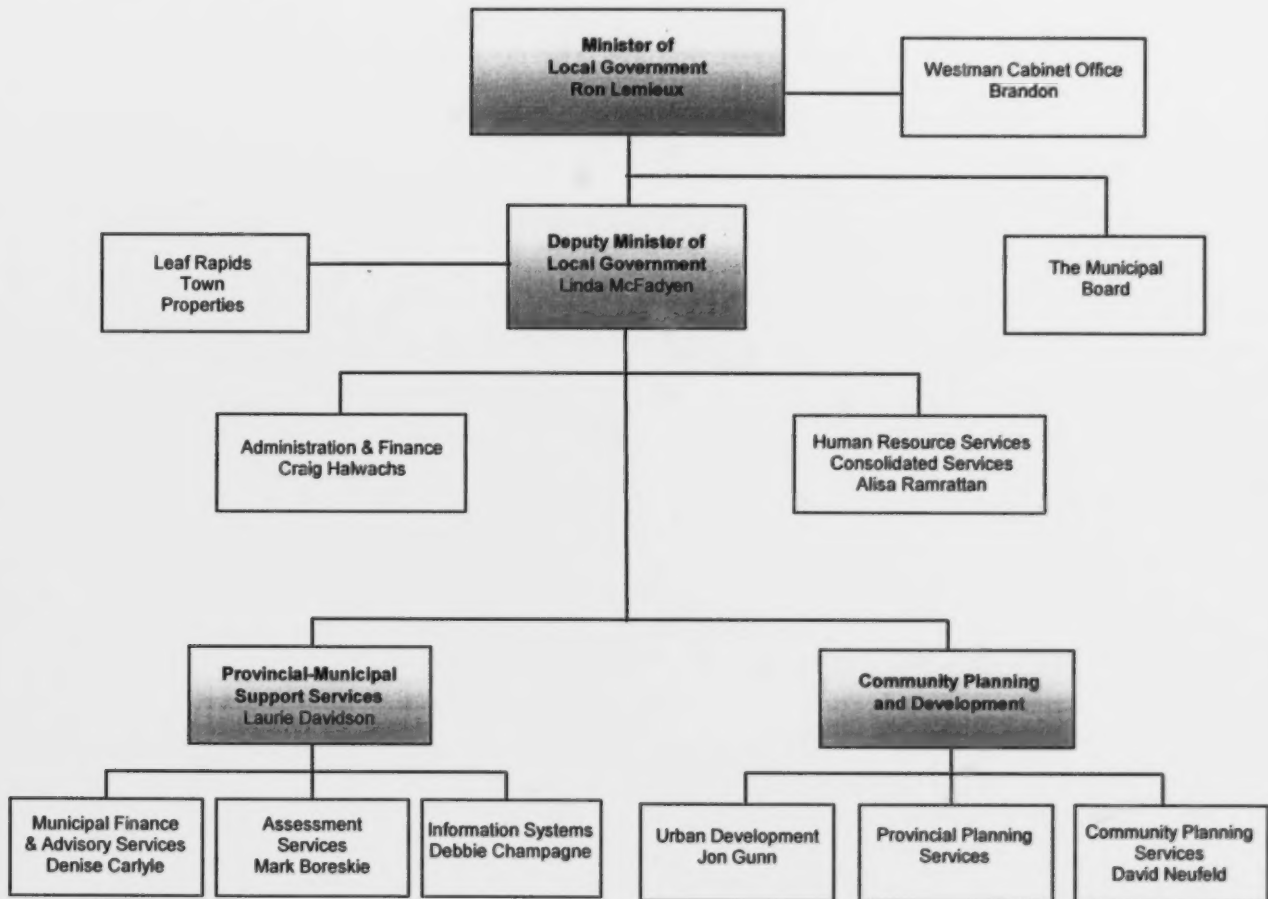 Minister of
Local Government
Ron Lemieux
Westman Cabinet Office
Brandon
Deputy Minister of
Local Government
Linda McFadyen
Leaf Rapids
Town
Properties
The Municipal
Board
Administration & Finance
Craig Halwachs
Human Resource Services
Consolidated Services
Alisa Ramrattan
Provincial-Municipal
Support Services
Laurie Davidson
Community Planning
and Development
Municipal Finance
& Advisory Services
Denise Carlyle
Assessment
Services
Mark Boreskie
Information Systems
Debbie Champagne
Urban Development
Jon Gunn
Provincial Planning
Services
Community Planning
Services
David Neufeld